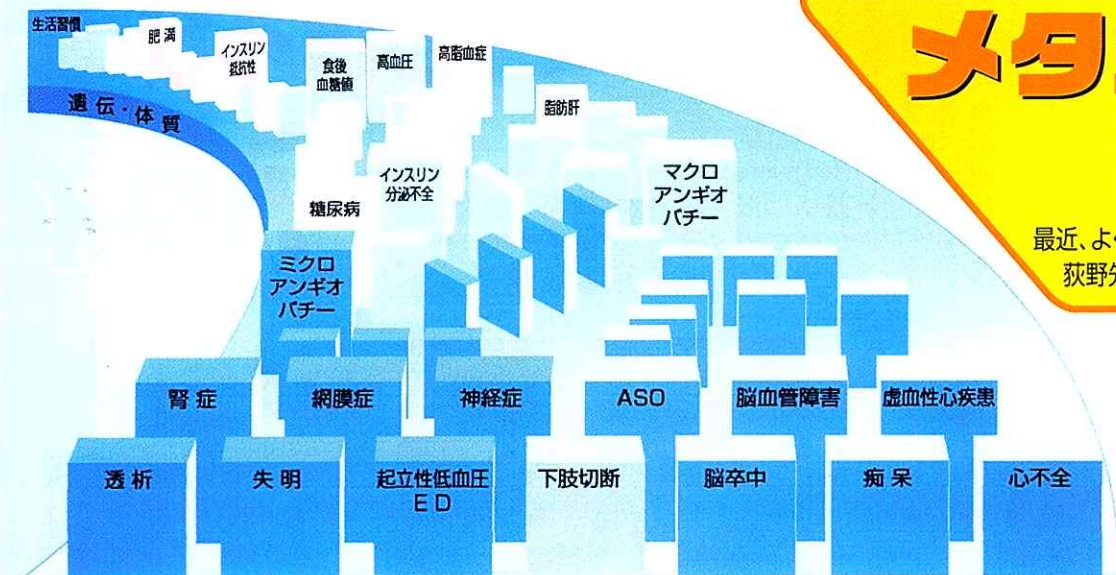 生活習慣
肥満
インスリン
抵抗性
食後
血糖値
高血圧
高脂血症
脂肪肝
遺伝・体質
糖尿病
インスリン
分泌不全
マクロ
アンギオ
パチー
ミクロ
アンギオ
パチー
腎症
網膜症
神経症
ASO
脳血管障害
虚血性心疾患
透析
失明
起立性低血圧
ED
下肢切断
脳卒中
痴呆
心不全
メタ
最近、よ
荻野